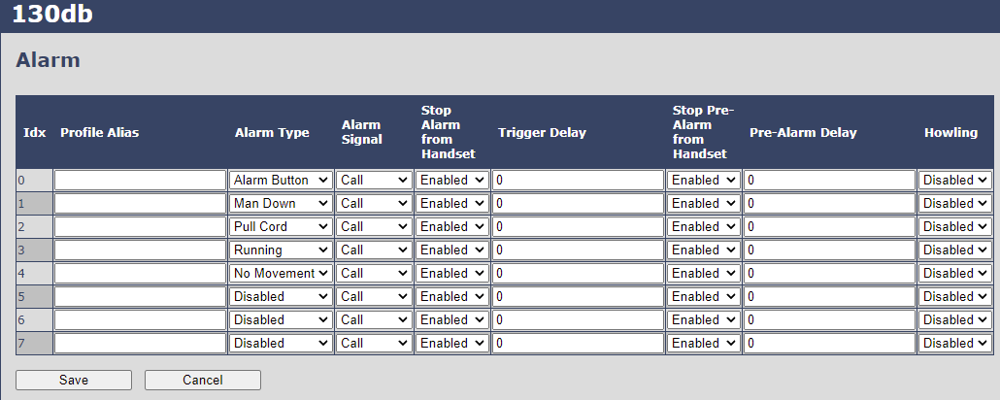 130db
Alarm
Idx Profile Alias Alarm Type Alarm Signal Stop Alarm from Handset Trigger Delay Stop Pre-Alarm from Handset Pre-Alarm Delay Howling
0 Alarm Button Call Enabled 0 Enabled 0 Disabled
1 Man Down Call Enabled 0 Enabled 0 Disabled
2 Pull Cord Call Enabled 0 Enabled 0 Disabled
3 Running Call Enabled 0 Enabled 0 Disabled
4 No Movement Call Enabled 0 Enabled 0 Disabled
5 Disabled Call Enabled 0 Enabled 0 Disabled
6 Disabled Call Enabled 0 Enabled 0 Disabled
7 Disabled Call Enabled 0 Enabled 0 Disabled
Save Cancel